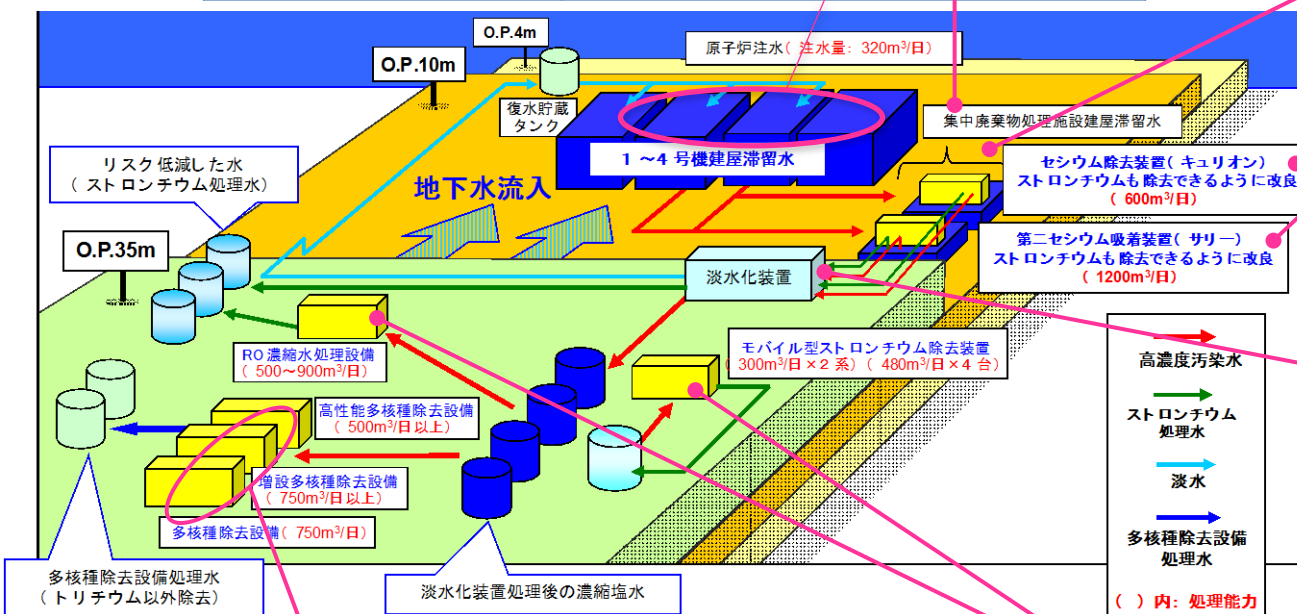 O.P.4m
O.P.10m
原子炉注水( 注水量: 320m³/日)
復水貯蔵
タンク
集中廃棄物処理施設建屋滞留水
1 ～4 号機建屋滞留水
リスク低減した水
( ストロンチウム処理水)
地下水流入
セシウム除去装置( キュリオン)
ストロンチウムも除去できるように改良
( 600m³/日)
O.P.35m
第二セシウム吸着装置( サリー)
ストロンチウムも除去できるように改良
( 1200m³/日)
淡水化装置
RO 濃縮水処理設備
( 500～900m³/日)
モバイル型ストロンチウム除去装置
( 300m³/日×2 系) ( 480m³/日×4 台)
高濃度汚染水
ストロンチウム
処理水
淡水
多核種除去設備
処理水
( ) 内: 処理能力
高性能多核種除去設備
( 500m³/日以上)
増設多核種除去設備
( 750m³/日以上)
多核種除去設備( 750m³/日)
多核種除去設備処理水
( トリチウム以外除去)
淡水化装置処理後の濃縮塩水